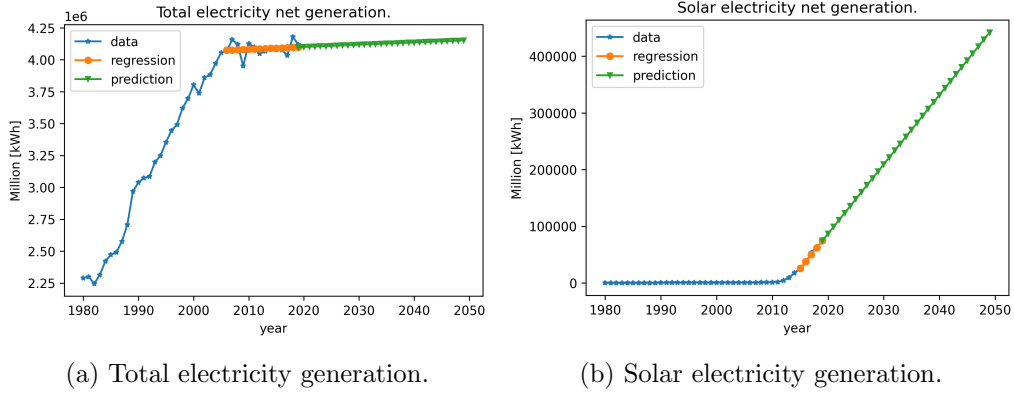 Total electricity net generation.
1e6
4.25
4.00
3.75
3.50
3.25
3.00
2.75
2.50
2.25
Million [kWh]
data
regression
prediction
1980 1990 2000 2010 2020 2030 2040 2050
year
(a) Total electricity generation.
Solar electricity net generation.
400000
300000
200000
100000
0
Million [kWh]
data
regression
prediction
1980 1990 2000 2010 2020 2030 2040 2050
year
(b) Solar electricity generation.